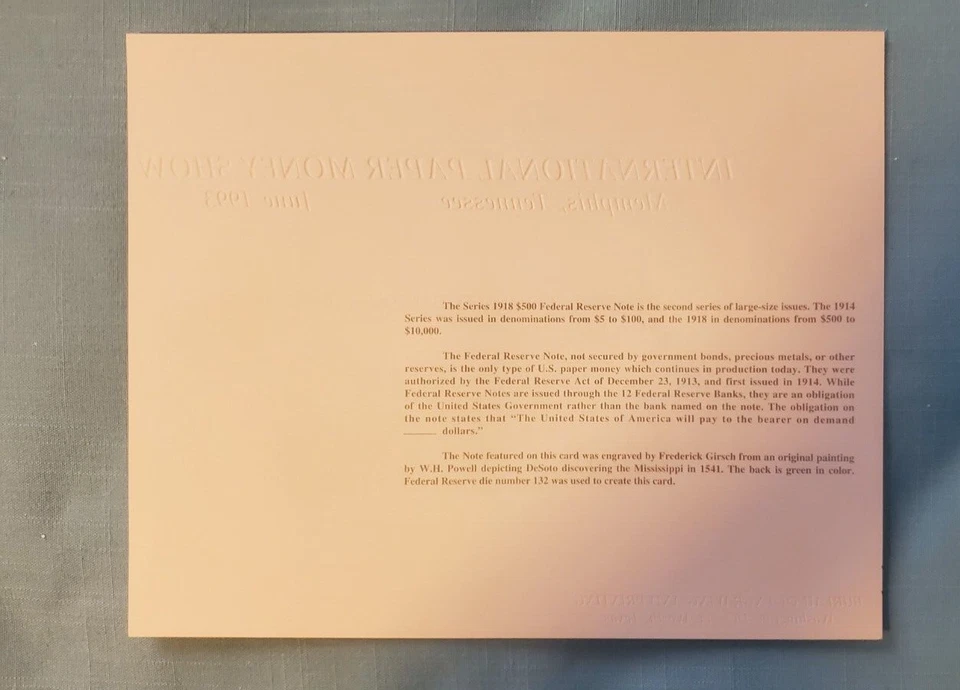 INTERNATIONAL PAPER MONEY SHOW
Memphis, Tennessee June 1993
The Series 1918 $500 Federal Reserve Note is the second series of large-size issues. The 1914
Series was issued in denominations from $5 to $100, and the 1918 in denominations from $500 to
$10,000.
The Federal Reserve Note, not secured by government bonds, precious metals, or other
reserves, is the only type of U.S. paper money which continues in production today. They were
authorized by the Federal Reserve Act of December 23, 1913, and first issued in 1914. While
Federal Reserve Notes are issued through the 12 Federal Reserve Banks, they are an obligation
of the United States Government rather than the bank named on the note. The obligation on
the note states that “The United States of America will pay to the bearer on demand
_____ dollars.”
The Note featured on this card was engraved by Frederick Girsch from an original painting
by W.H. Powell depicting DeSoto discovering the Mississippi in 1541. The back is green in color.
Federal Reserve die number 132 was used to create this card.
BUREAU OF ENGRAVING AND PRINTING